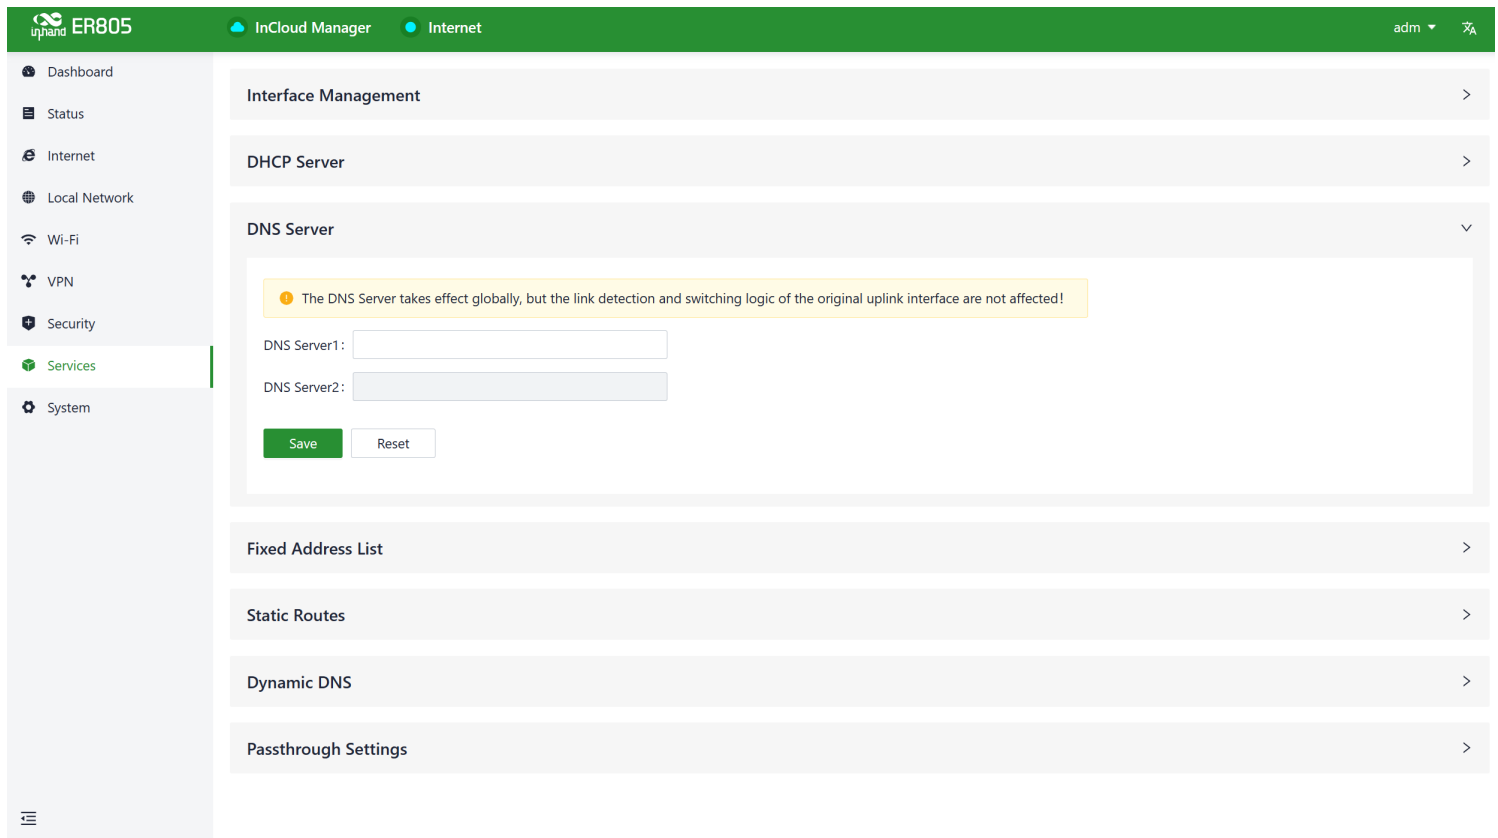 inhand ER805 InCloud Manager Internet adm
Dashboard
Status
Internet
Local Network
Wi-Fi
VPN
Security
Services
System
Interface Management
DHCP Server
DNS Server
The DNS Server takes effect globally, but the link detection and switching logic of the original uplink interface are not affected!
DNS Server1:
DNS Server2:
Save Reset
Fixed Address List
Static Routes
Dynamic DNS
Passthrough Settings